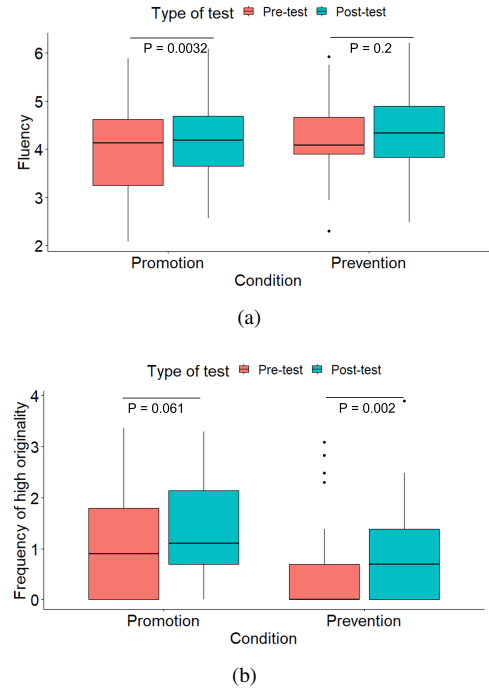 Type of test Pre-test Post-test
P = 0.0032 P = 0.2
6
5
4
3
2
Fluency
Promotion Prevention
Condition
(a)
Type of test Pre-test Post-test
P = 0.061 P = 0.002
4
3
2
1
0
Frequency of high originality
Promotion Prevention
Condition
(b)